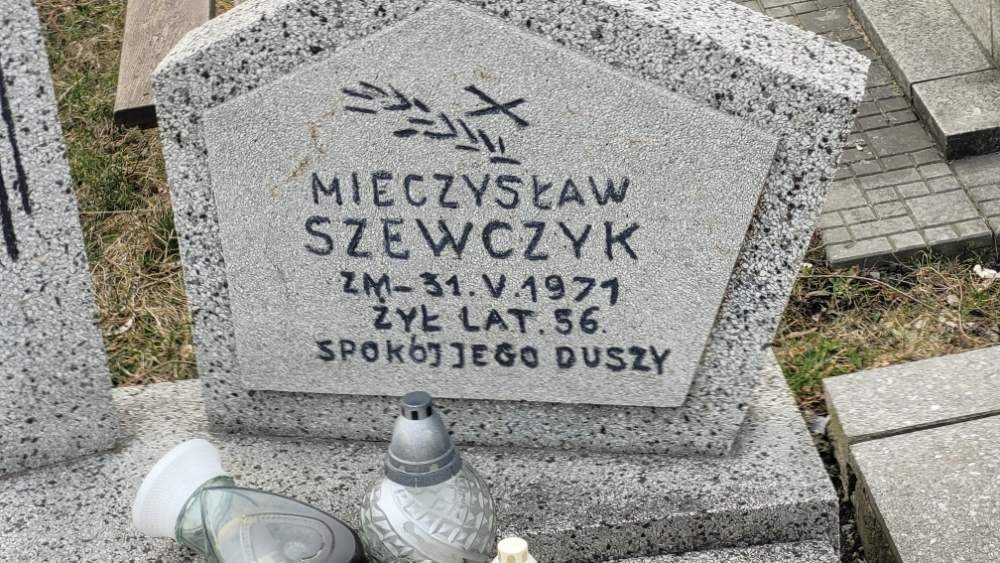 MIECZYSŁAW
SZEWCZYK
ZM-31.V.1971
ŻYŁ LAT. 56.
SPOKÓJ JEGO DUSZY